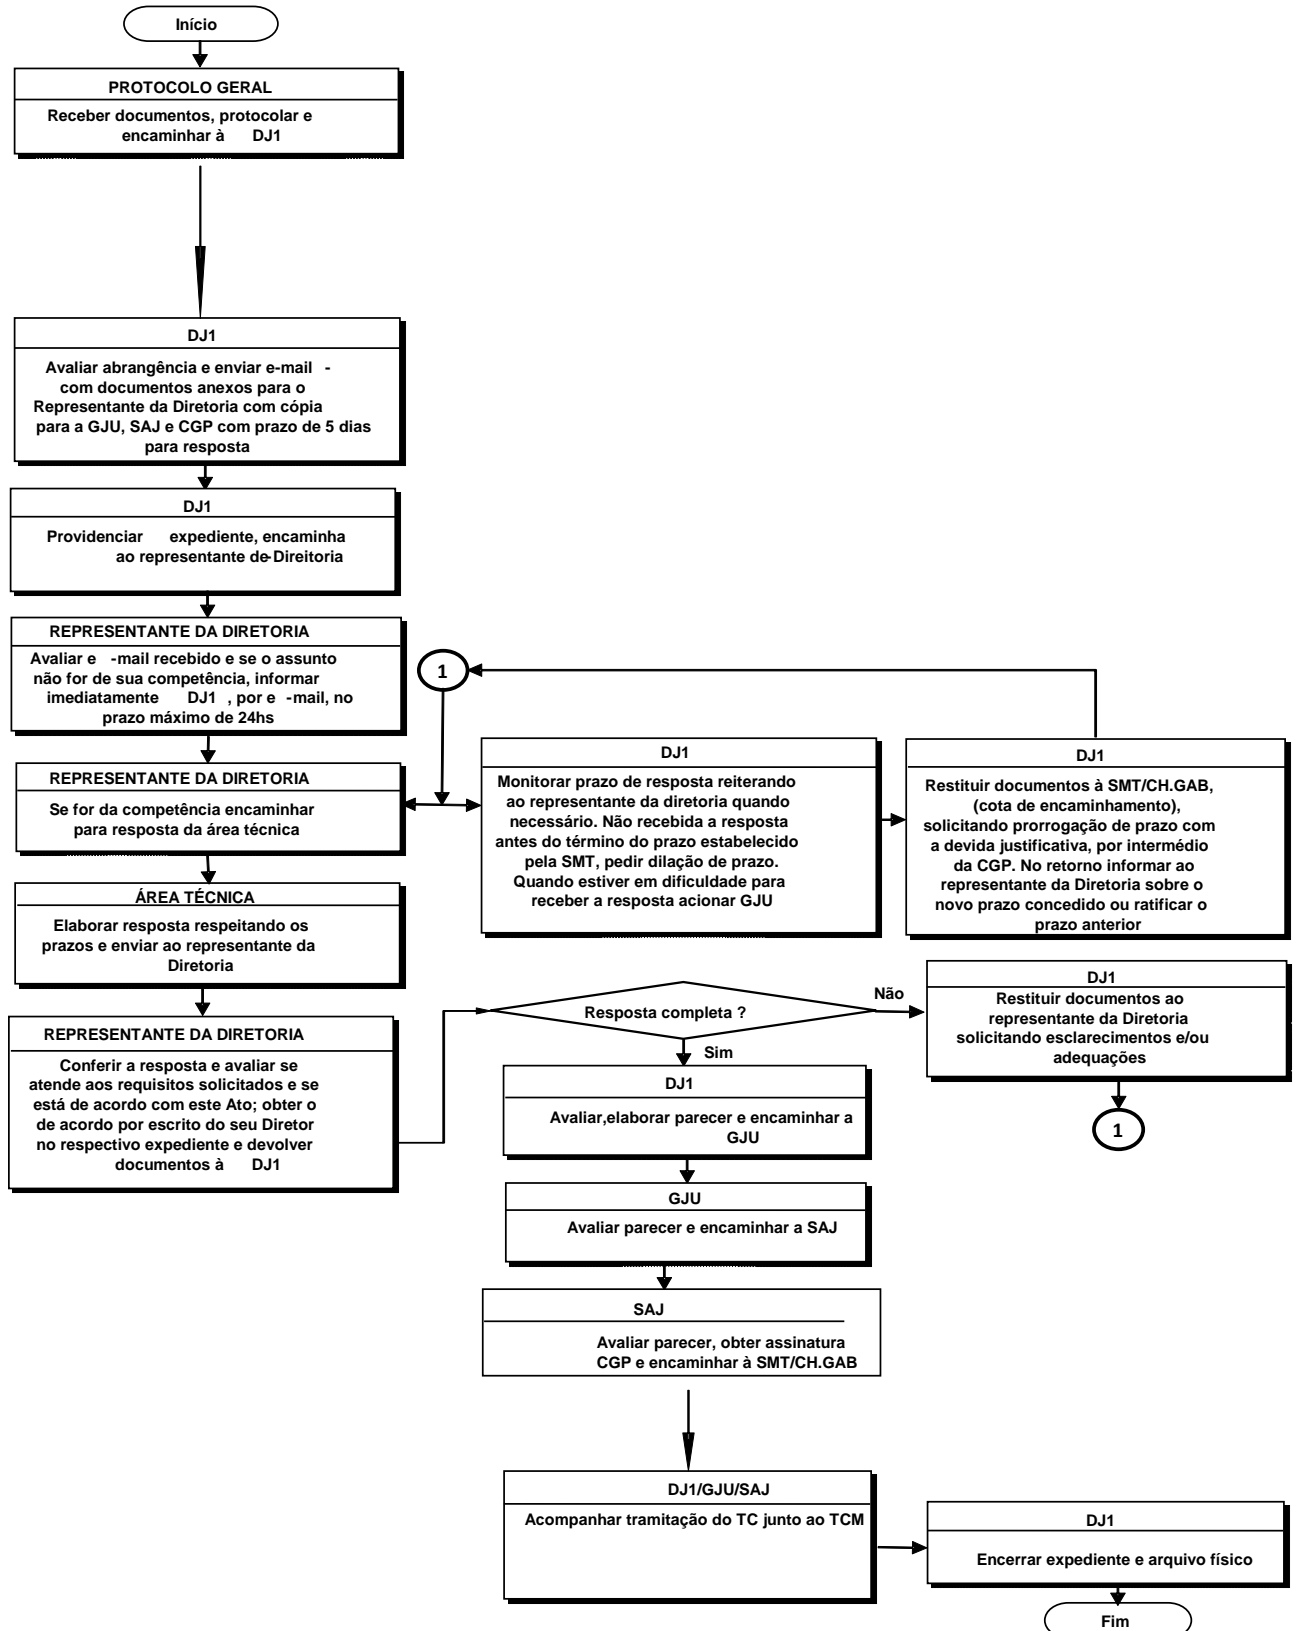 Início
PROTOCOLO GERAL
Receber documentos, protocolar e
encaminhar à DJ1
DJ1
Avaliar abrangência e enviar e-mail -
com documentos anexos para o
Representante da Diretoria com cópia
para a GJU, SAJ e CGP com prazo de 5 dias
para resposta
DJ1
Providenciar expediente, encaminha
ao representante de-Direitoria
REPRESENTANTE DA DIRETORIA
Avaliar e -mail recebido e se o assunto
não for de sua competência, informar
imediatamente DJ1 , por e -mail, no
prazo máximo de 24hs
REPRESENTANTE DA DIRETORIA
Se for da competência encaminhar
para resposta da área técnica
ÁREA TÉCNICA
Elaborar resposta respeitando os
prazos e enviar ao representante da
Diretoria
REPRESENTANTE DA DIRETORIA
Conferir a resposta e avaliar se
atende aos requisitos solicitados e se
está de acordo com este Ato; obter o
de acordo por escrito do seu Diretor
no respectivo expediente e devolver
documentos à DJ1
1
DJ1
Monitorar prazo de resposta reiterando
ao representante da diretoria quando
necessário. Não recebida a resposta
antes do término do prazo estabelecido
pela SMT, pedir dilação de prazo.
Quando estiver em dificuldade para
receber a resposta acionar GJU
DJ1
Restituir documentos à SMT/CH.GAB,
(cota de encaminhamento),
solicitando prorrogação de prazo com
a devida justificativa, por intermédio
da CGP. No retorno informar ao
representante da Diretoria sobre o
novo prazo concedido ou ratificar o
prazo anterior
Resposta completa ?
Não
Sim
DJ1
Restituir documentos ao
representante da Diretoria
solicitando esclarecimentos e/ou
adequações
1
DJ1
Avaliar,elaborar parecer e encaminhar a
GJU
GJU
Avaliar parecer e encaminhar a SAJ
SAJ
Avaliar parecer, obter assinatura
CGP e encaminhar à SMT/CH.GAB
DJ1/GJU/SAJ
Acompanhar tramitação do TC junto ao TCM
DJ1
Encerrar expediente e arquivo físico
Fim